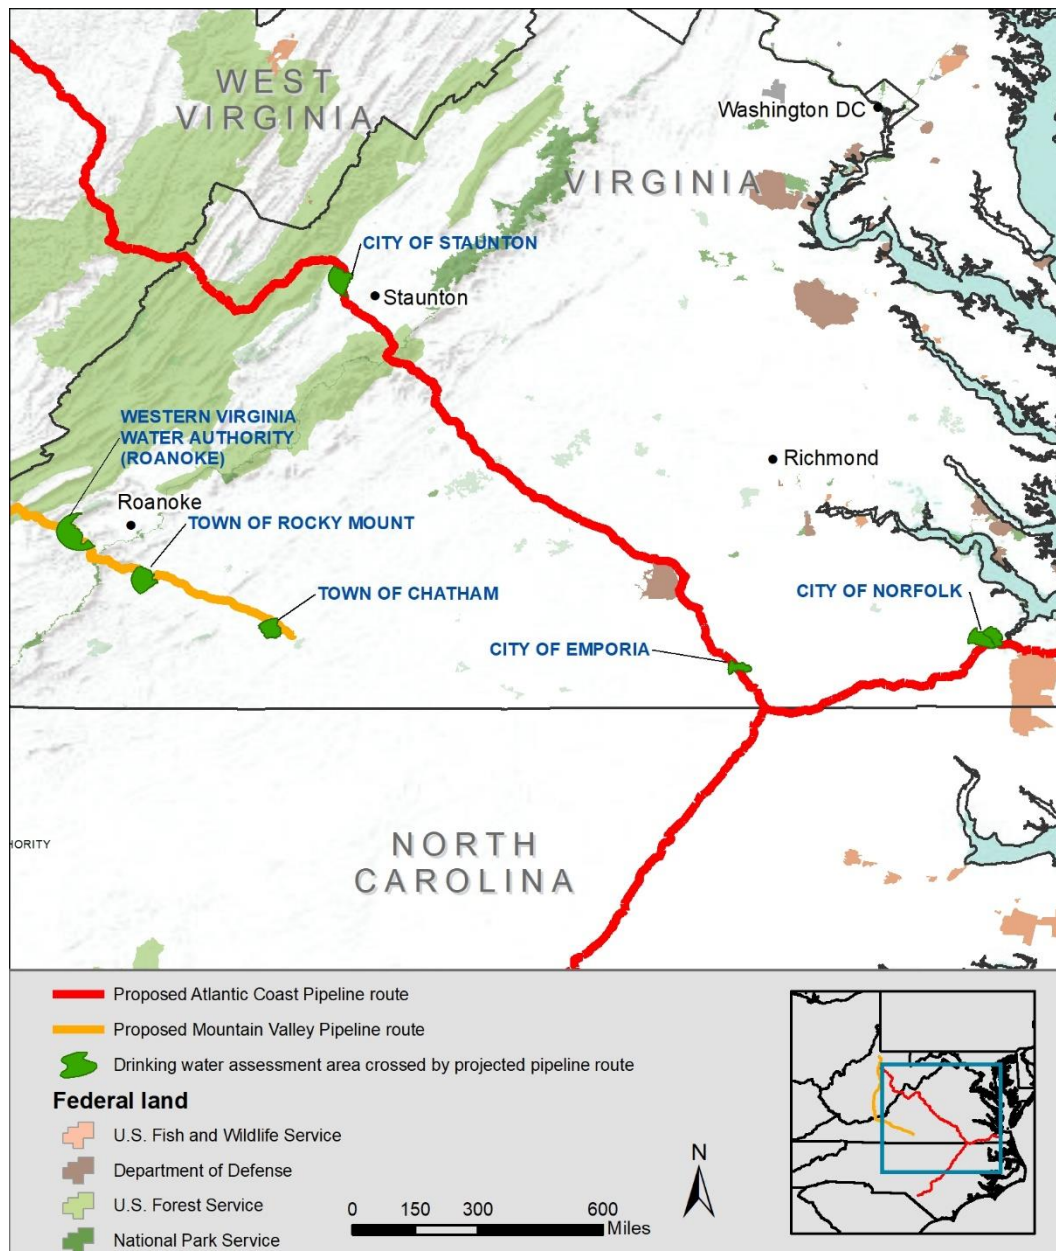 WEST
VIRGINIA
Washington DC
VIRGINIA
CITY OF STAUNTON
Staunton
WESTERN VIRGINIA
WATER AUTHORITY
(ROANOKE)
Richmond
Roanoke
TOWN OF ROCKY MOUNT
TOWN OF CHATHAM
CITY OF NORFOLK
CITY OF EMPORIA
HORITY
NORTH
CAROLINA
Proposed Atlantic Coast Pipeline route
Proposed Mountain Valley Pipeline route
Drinking water assessment area crossed by projected pipeline route
Federal land
U.S. Fish and Wildlife Service
Department of Defense
U.S. Forest Service
National Park Service
N
0 150 300 600
Miles